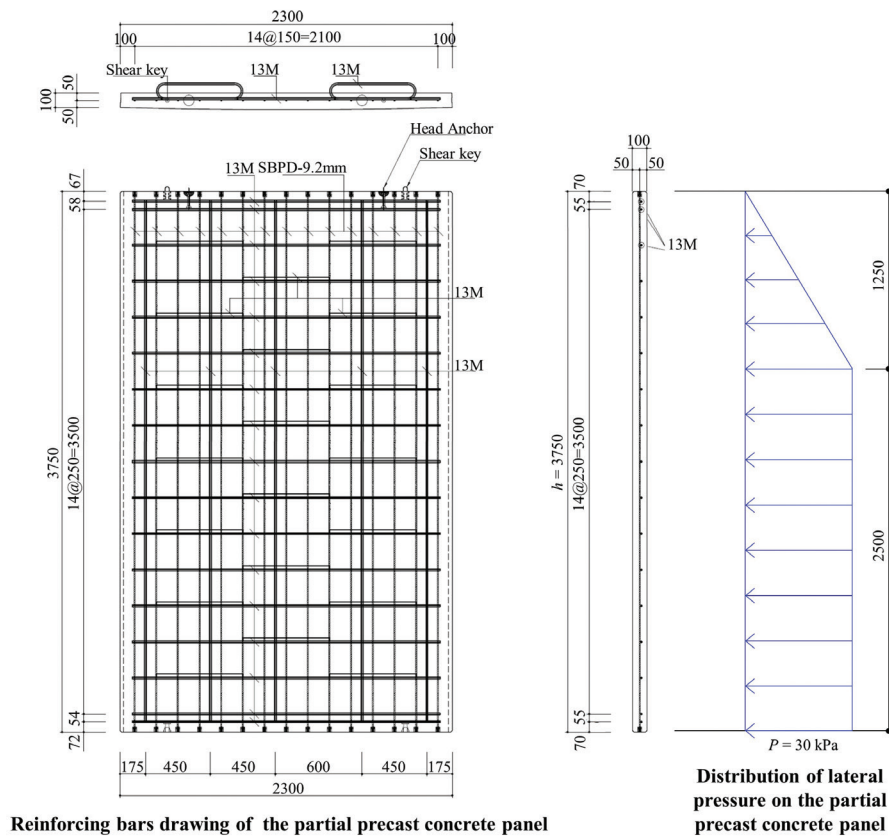 2300
100
14@150=2100
100
Shear key
13M
13M
50
100
50
Head Anchor
Shear key
13M SBPD-9.2mm
67
58
13M
13M
3750
14@250=3500
54
72
175
450
450
600
450
175
2300
Reinforcing bars drawing of the partial precast concrete panel
100
50
50
70
55
13M
h = 3750
14@250=3500
55
70
1250
2500
P = 30 kPa
Distribution of lateral
pressure on the partial
precast concrete panel